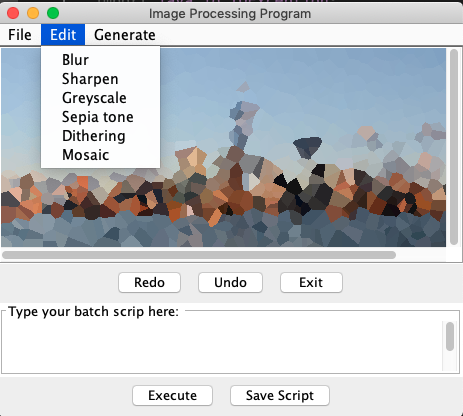 Image Processing Program
File Edit Generate
Blur
Sharpen
Greyscale
Sepia tone
Dithering
Mosaic
Redo Undo Exit
Type your batch scrip here:
Execute Save Script